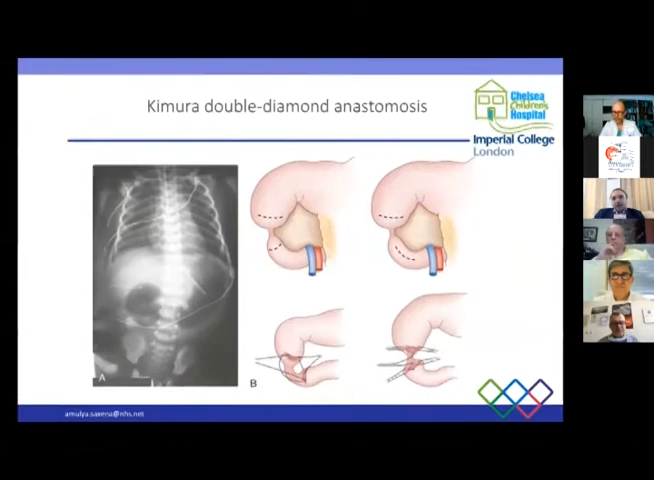 Kimura double-diamond anastomosis
Chelsea
Children's
Hospital
Imperial College
London
A
B
amulya.saxena@nhs.net